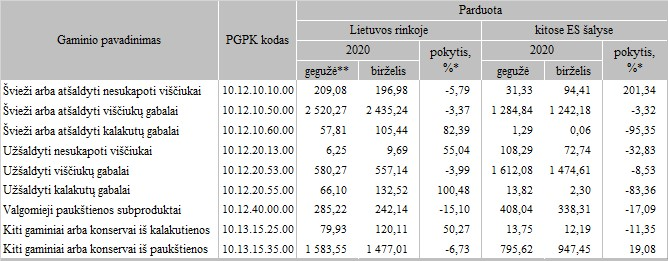 Gaminio pavadinimas PGPK kodas Parduota
Lietuvos rinkoje kitose ES šalyse
2020 pokytis, %* 2020 pokytis, %*
gegužė** birželis gegužė birželis
Švieži arba atšaldyti nesukapoti viščiukai 10.12.10.10.00 209,08 196,98 -5,79 31,33 94,41 201,34
Švieži arba atšaldyti viščiukų gabalai 10.12.10.50.00 2 520,27 2 435,24 -3,37 1 284,84 1 242,18 -3,32
Švieži arba atšaldyti kalakutų gabalai 10.12.10.60.00 57,81 105,44 82,39 1,29 0,06 -95,35
Užšaldyti nesukapoti viščiukai 10.12.20.13.00 6,25 9,69 55,04 108,29 72,74 -32,83
Užšaldyti viščiukų gabalai 10.12.20.53.00 580,27 557,14 -3,99 1 612,08 1 474,61 -8,53
Užšaldyti kalakutų gabalai 10.12.20.55.00 66,10 132,52 100,48 13,82 2,30 -83,36
Valgomieji paukštienos subproduktai 10.12.40.00.00 285,22 242,14 -15,10 408,04 338,31 -17,09
Kiti gaminiai arba konservai iš kalakutienos 10.13.15.25.00 79,93 120,11 50,27 13,75 12,19 -11,35
Kiti gaminiai arba konservai iš paukštienos 10.13.15.35.00 1 583,55 1 477,01 -6,73 795,62 947,45 19,08